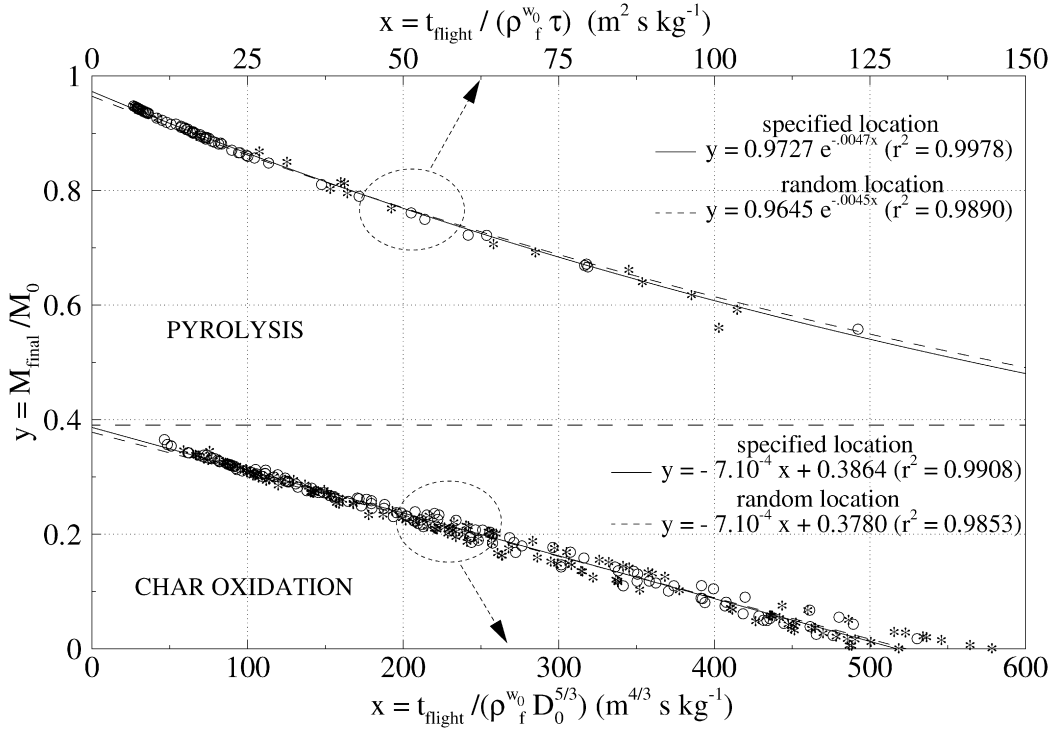 x = t_flight / (ρ^w₀_f τ) (m² s kg⁻¹)
0 25 50 75 100 125 150
1
0.8
0.6
0.4
0.2
0
y = M_final /M₀
specified location
y = 0.9727 e^-.0047x (r² = 0.9978)
random location
y = 0.9645 e^-.0045x (r² = 0.9890)
PYROLYSIS
specified location
y = - 7.10⁻⁴ x + 0.3864 (r² = 0.9908)
random location
y = - 7.10⁻⁴ x + 0.3780 (r² = 0.9853)
CHAR OXIDATION
0 100 200 300 400 500 600
x = t_flight /(ρ^w₀_f D₀^5/3) (m^4/3 s kg⁻¹)